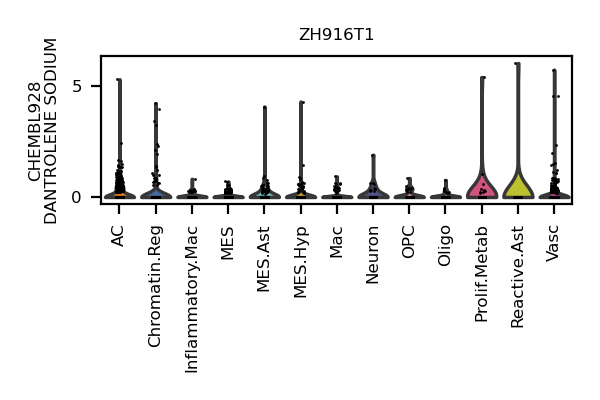 ZH916T1
CHEMBL928
DANTROLENE SODIUM
5
0
AC
Chromatin.Reg
Inflammatory.Mac
MES
MES.Ast
MES.Hyp
Mac
Neuron
OPC
Oligo
Prolif.Metab
Reactive.Ast
Vasc